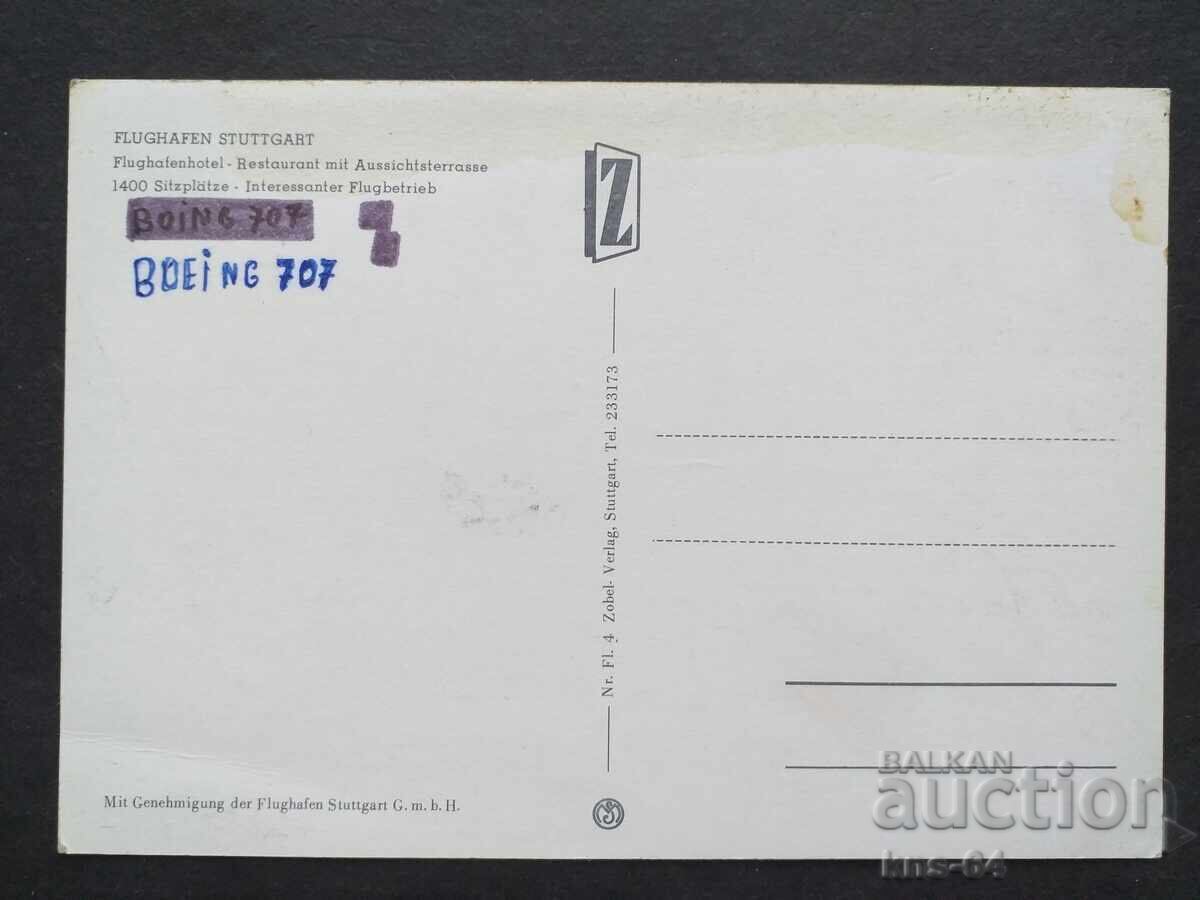 FLUGHAFEN STUTTGART
Flughafenhotel - Restaurant mit Aussichtsterrasse
1400 Sitzplätze - Interessanter Flugbetrieb
BOiNG 707
BOEiNG 707
Z
Nr. Fl. 4 Zobel-Verlag, Stuttgart, Tel. 233173
Mit Genehmigung der Flughafen Stuttgart G.m.b.H.
BALKAN
auction
kns-64